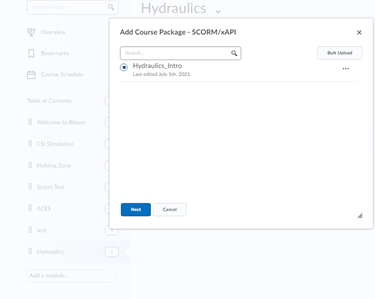 Search Topics
Hydraulics
Overview
Bookmarks
Course Schedule
Table of Contents
Welcome to Bloom
CSI Simulation
Holding Zone
Scorm Test
ACES
test
Hydraulics
Add a module...
Add Course Package - SCORM/xAPI
Search...
Bulk Upload
Hydraulics_Intro
Last edited July 5th, 2021
Next
Cancel